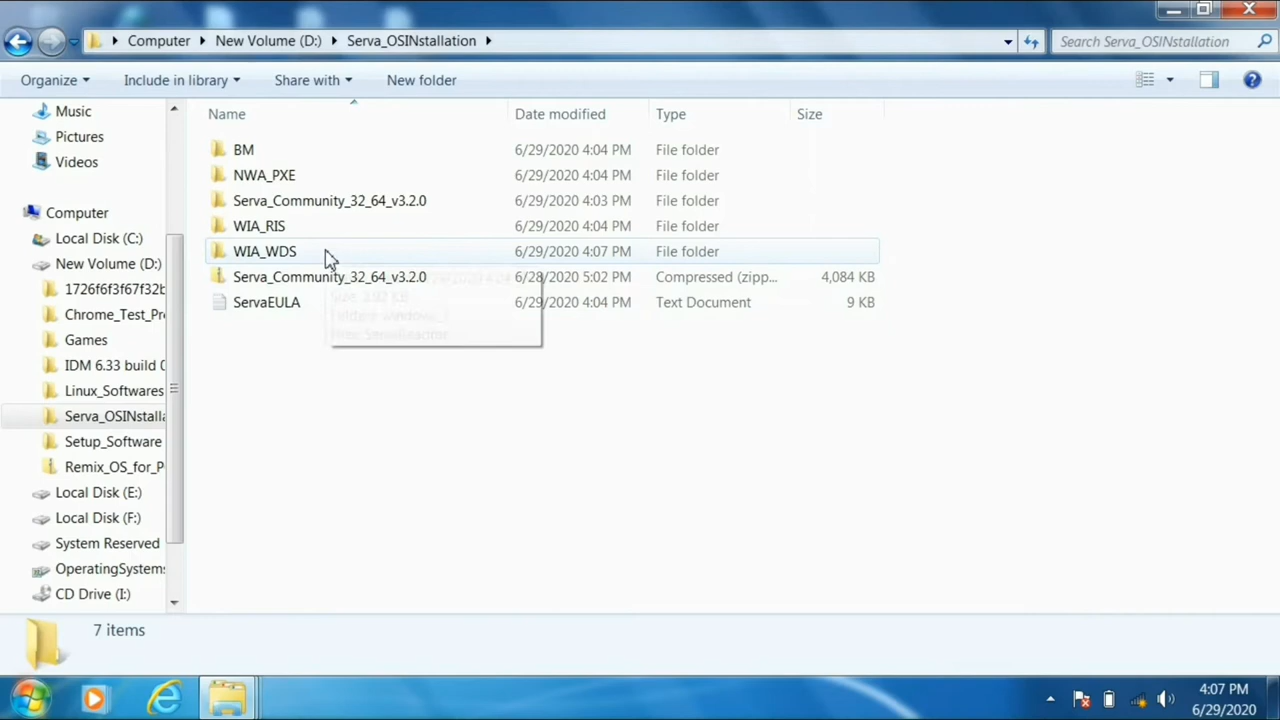 Computer New Volume (D:) Serva_OSINstallation Search Serva_OSINstallation
Organize Include in library Share with New folder
Music
Pictures
Videos
Computer
Local Disk (C:)
New Volume (D:)
1726f6f3f67f32b
Chrome_Test_Pr
Games
IDM 6.33 build 0
Linux_Softwares
Serva_OSINstalla
Setup_Software
Remix_OS_for_P
Local Disk (E:)
Local Disk (F:)
System Reserved
OperatingSystem
CD Drive (I:)
Name Date modified Type Size
BM 6/29/2020 4:04 PM File folder
NWA_PXE 6/29/2020 4:04 PM File folder
Serva_Community_32_64_v3.2.0 6/29/2020 4:03 PM File folder
WIA_RIS 6/29/2020 4:04 PM File folder
WIA_WDS 6/29/2020 4:07 PM File folder
Serva_Community_32_64_v3.2.0 6/28/2020 5:02 PM Compressed (zipp... 4,084 KB
ServaEULA 6/29/2020 4:04 PM Text Document 9 KB
7 items
4:07 PM
6/29/2020